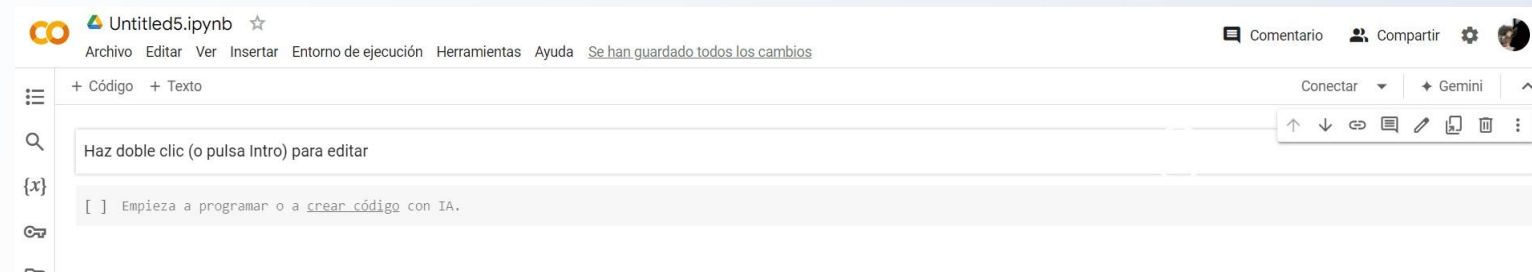 CO Untitled5.ipynb
Archivo Editar Ver Insertar Entorno de ejecución Herramientas Ayuda Se han guardado todos los cambios
Comentario Compartir
+ Código + Texto
Conectar Gemini
Haz doble clic (o pulsa Intro) para editar
{x}
[ ] Empieza a programar o a crear código con IA.